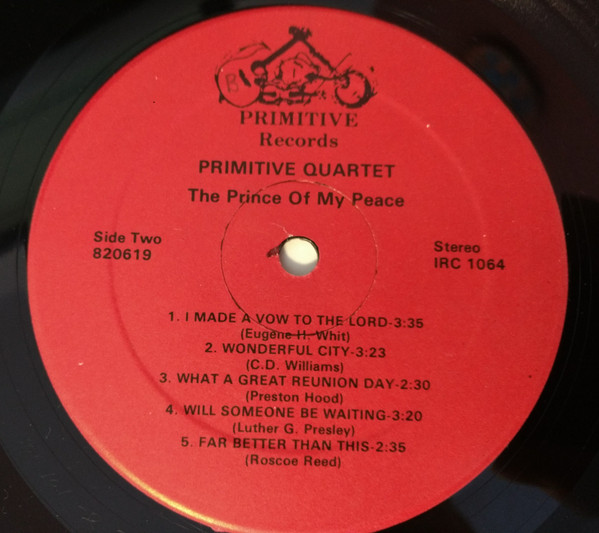 PRIMITIVE
Records
PRIMITIVE QUARTET
The Prince Of My Peace
Side Two
820619
Stereo
IRC 1064
1. I MADE A VOW TO THE LORD-3:35
(Eugene H. Whit)
2. WONDERFUL CITY-3:23
(C.D. Williams)
3. WHAT A GREAT REUNION DAY-2:30
(Preston Hood)
4. WILL SOMEONE BE WAITING-3:20
(Luther G. Presley)
5. FAR BETTER THAN THIS-2:35
(Roscoe Reed)